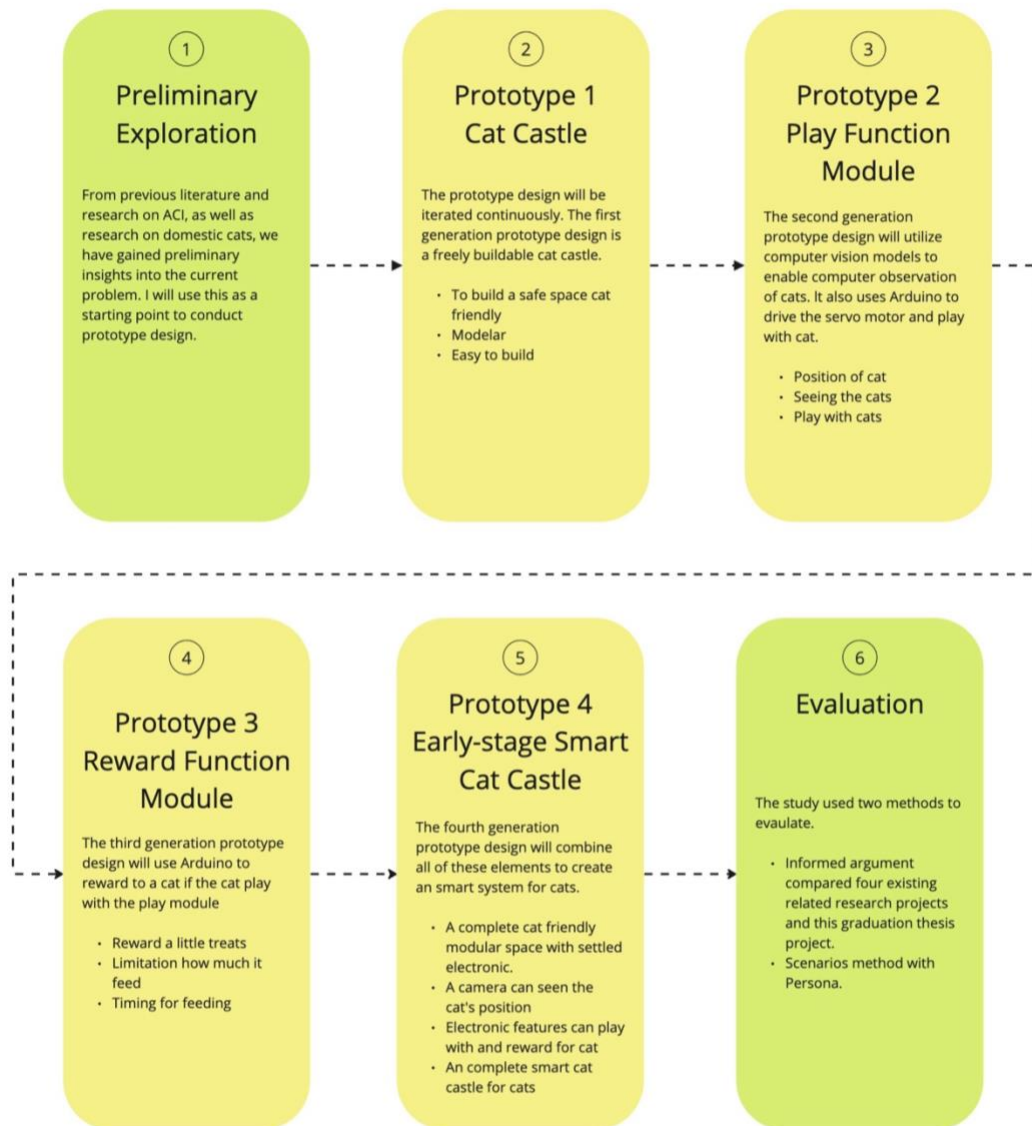 1
Preliminary
Exploration
From previous literature and
research on ACI, as well as
research on domestic cats, we
have gained preliminary
insights into the current
problem. I will use this as a
starting point to conduct
prototype design.
2
Prototype 1
Cat Castle
The prototype design will be
iterated continuously. The first
generation prototype design is
a freely buildable cat castle.
• To build a safe space cat
friendly
• Modelar
• Easy to build
3
Prototype 2
Play Function
Module
The second generation
prototype design will utilize
computer vision models to
enable computer observation
of cats. It also uses Arduino to
drive the servo motor and play
with cat.
• Position of cat
• Seeing the cats
• Play with cats
4
Prototype 3
Reward Function
Module
The third generation prototype
design will use Arduino to
reward to a cat if the cat play
with the play module
• Reward a little treats
• Limitation how much it
feed
• Timing for feeding
5
Prototype 4
Early-stage Smart
Cat Castle
The fourth generation
prototype design will combine
all of these elements to create
an smart system for cats.
• A complete cat friendly
modular space with settled
electronic.
• A camera can seen the
cat's position
• Electronic features can play
with and reward for cat
• An complete smart cat
castle for cats
6
Evaluation
The study used two methods to
evaulate.
• Informed argument
compared four existing
related research projects
and this graduation thesis
project.
• Scenarios method with
Persona.